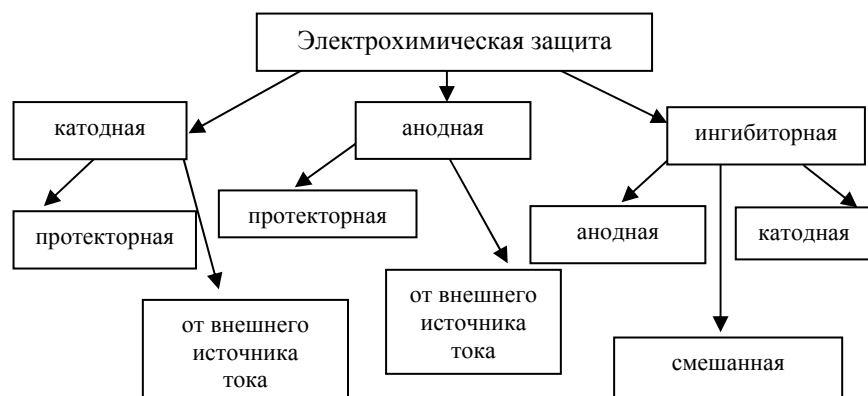 Электрохимическая защита
катодная
анодная
ингибиторная
протекторная
протекторная
анодная
катодная
от внешнего
источника
тока
от внешнего
источника
тока
смешанная